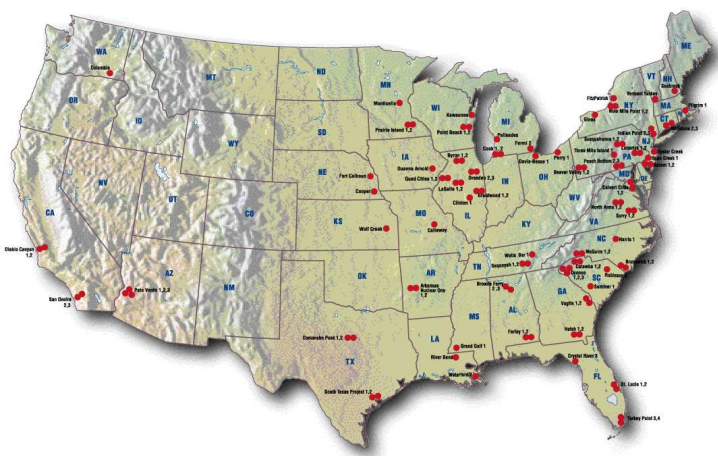 WA
Columbia
MT
ND
OR
ID
SD
WY
NE
NV
UT
CO
KS
CA
AZ
NM
OK
TX
MN
Monticello
Prairie Island 1,2
WI
Kewaunee
Point Beach 1,2
MI
Palisades
Cook 1,2
Fermi 2
Davis-Besse 1
Perry 1
IA
Duane Arnold
Quad Cities 1,2
Byron 1,2
Dresden 2,3
LaSalle 1,2
Braidwood 1,2
Clinton 1
IL
IN
OH
Beaver Valley 1,2
Fort Calhoun
Cooper
Wolf Creek
MO
Callaway
KY
WV
VA
TN
Watts Bar 1
Sequoyah 1,2
Browns Ferry
AR
Arkansas
Nuclear One
1,2
MS
AL
GA
LA
Grand Gulf 1
River Bend
Waterford 3
Comanche Peak 1,2
South Texas Project 1,2
Diablo Canyon
1,2
San Onofre
2,3
Palo Verde 1,2,3
FL
Crystal River 3
St. Lucie 1,2
Turkey Point 3,4
Farley 1,2
Hatch 1,2
Vogtle 1,2
SC
Summer 1
Robinson 2
Oconee
1,2,3
Catawba 1,2
McGuire 1,2
NC
Harris 1
Brunswick 1,2
Surry 1,2
North Anna 1,2
Calvert Cliffs
1,2
MD
DE
NJ
PA
Peach Bottom 2,3
Three Mile Island 1
Susquehanna 1,2
Limerick 1,2
Oyster Creek
Hope Creek 1
Salem 1,2
Indian Point 2,3
Millstone 2,3
Pilgrim 1
Seabrook
Vermont Yankee
VT
NH
ME
MA
CT
NY
FitzPatrick
Nine Mile Point 1,2
Ginna